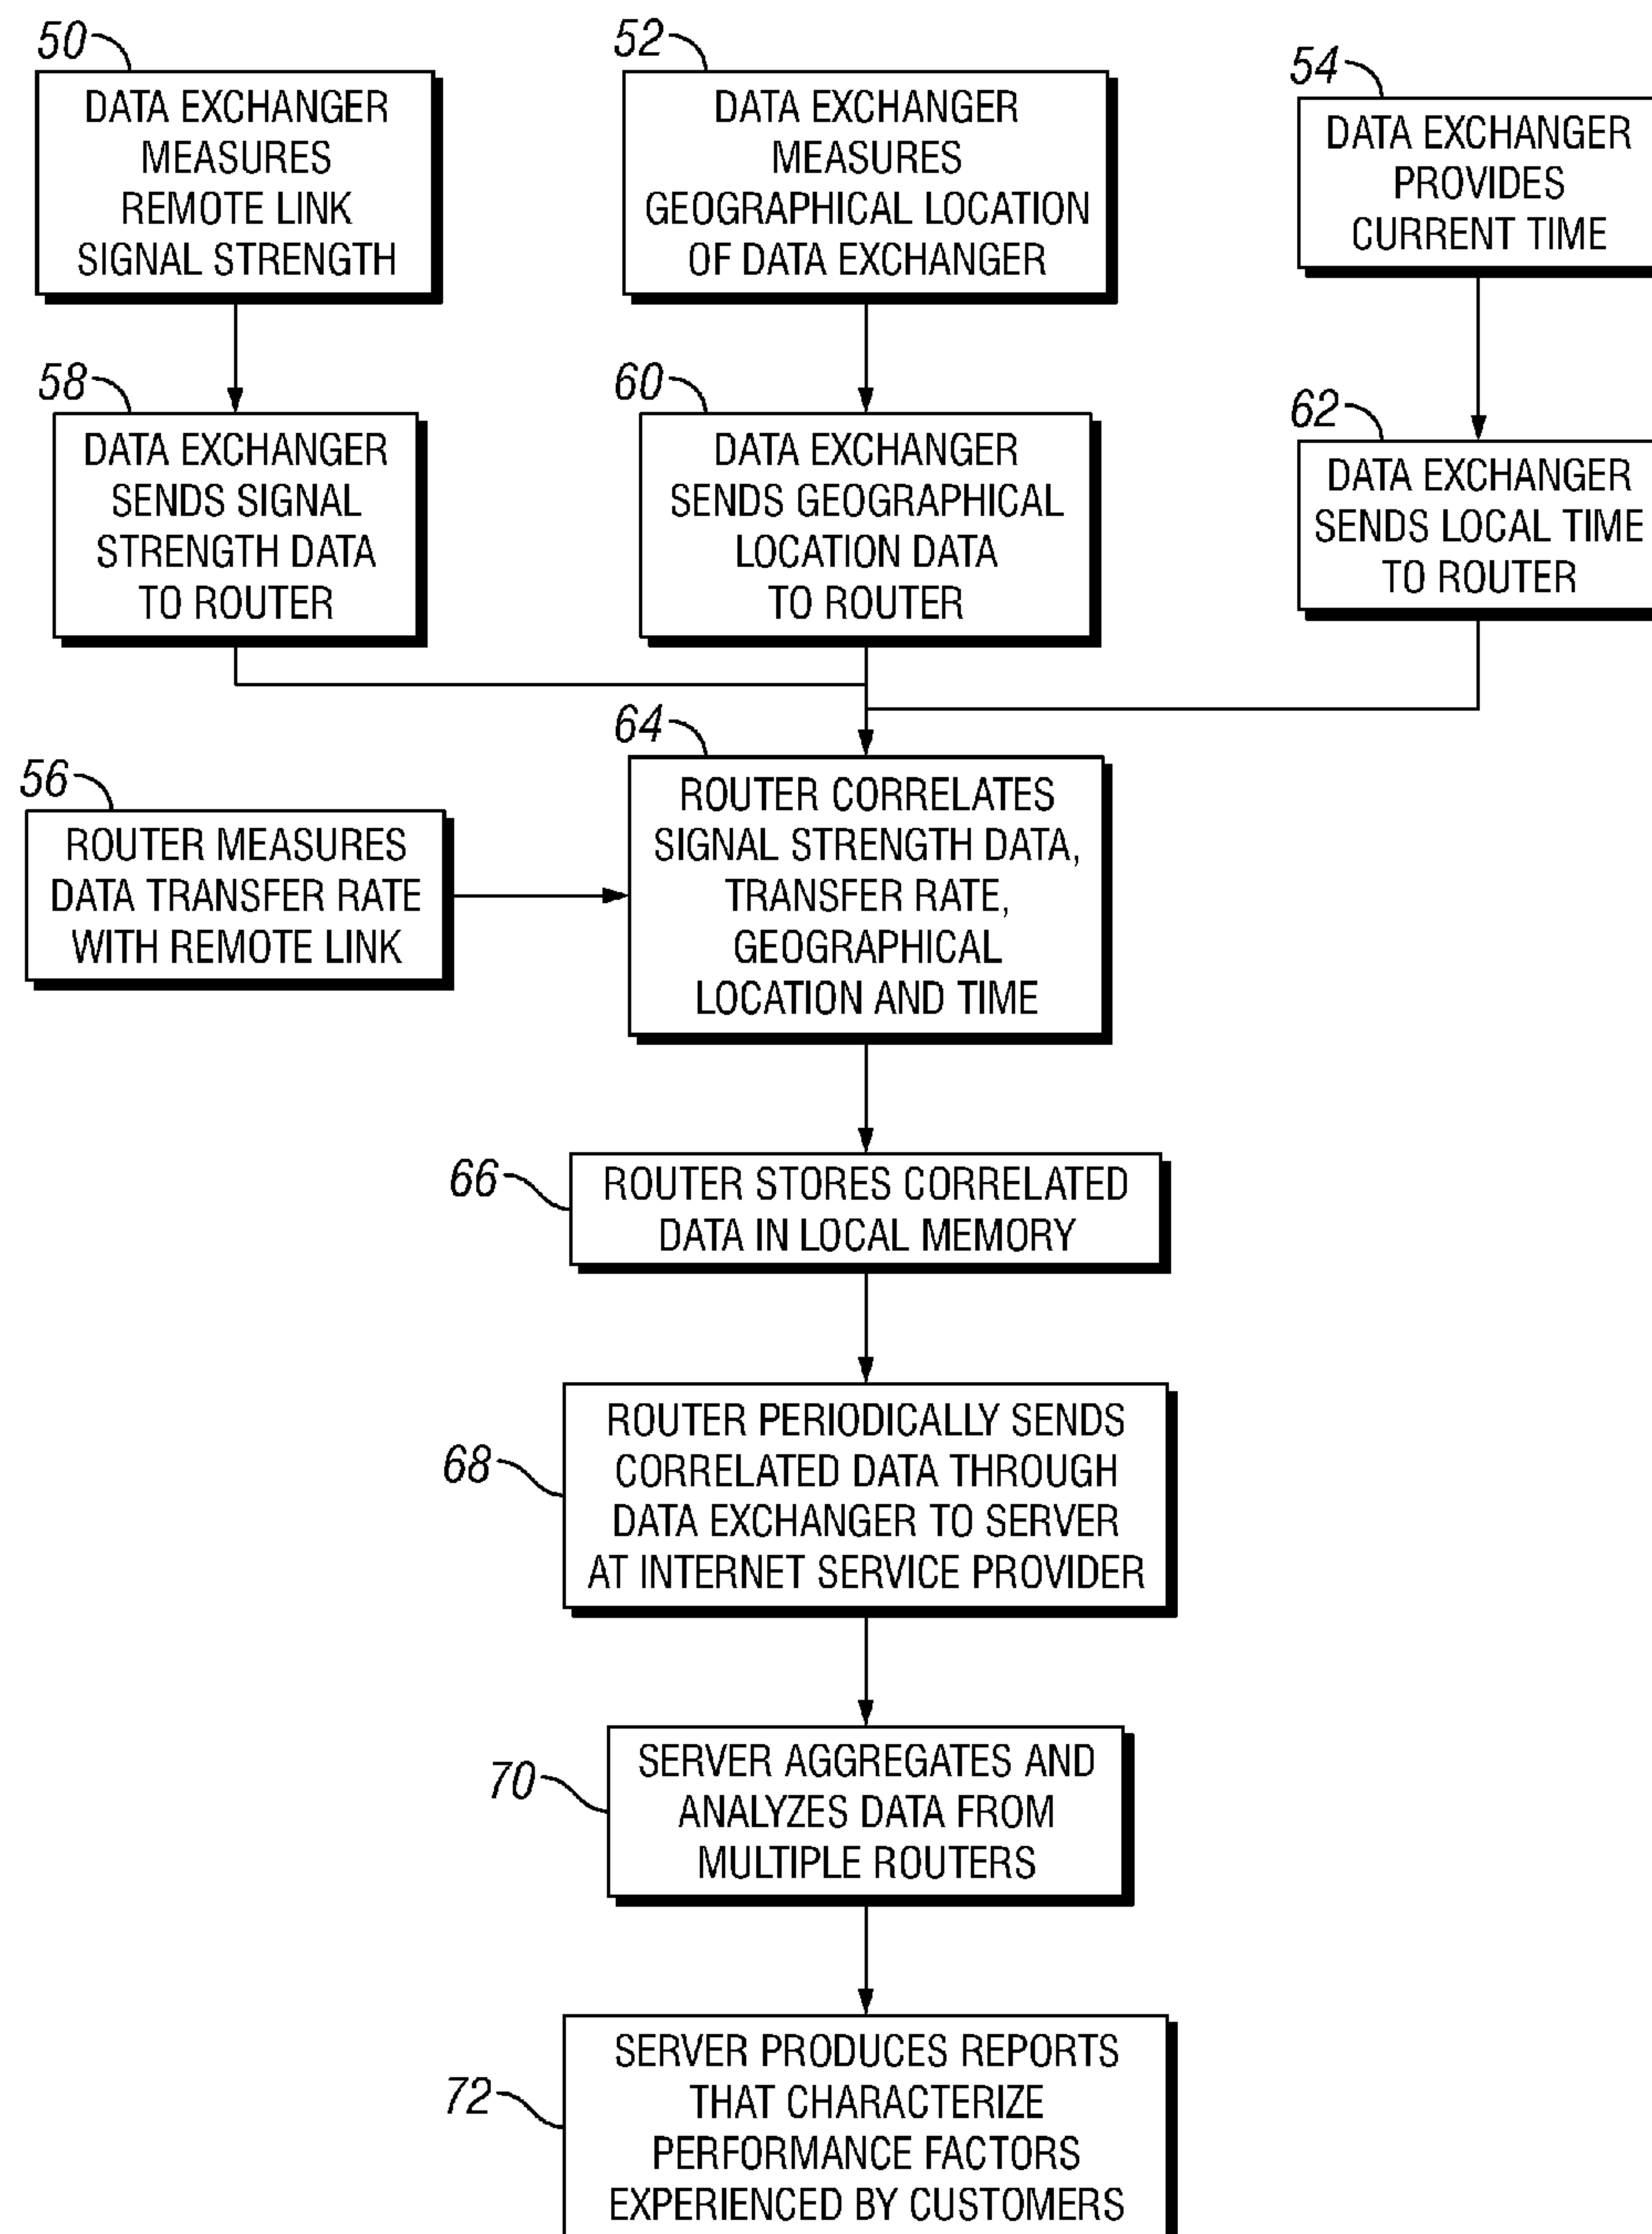 50
DATA EXCHANGER
MEASURES
REMOTE LINK
SIGNAL STRENGTH
52
DATA EXCHANGER
MEASURES
GEOGRAPHICAL LOCATION
OF DATA EXCHANGER
54
DATA EXCHANGER
PROVIDES
CURRENT TIME
58
DATA EXCHANGER
SENDS SIGNAL
STRENGTH DATA
TO ROUTER
60
DATA EXCHANGER
SENDS GEOGRAPHICAL
LOCATION DATA
TO ROUTER
62
DATA EXCHANGER
SENDS LOCAL TIME
TO ROUTER
56
ROUTER MEASURES
DATA TRANSFER RATE
WITH REMOTE LINK
64
ROUTER CORRELATES
SIGNAL STRENGTH DATA,
TRANSFER RATE,
GEOGRAPHICAL
LOCATION AND TIME
66
ROUTER STORES CORRELATED
DATA IN LOCAL MEMORY
68
ROUTER PERIODICALLY SENDS
CORRELATED DATA THROUGH
DATA EXCHANGER TO SERVER
AT INTERNET SERVICE PROVIDER
70
SERVER AGGREGATES AND
ANALYZES DATA FROM
MULTIPLE ROUTERS
72
SERVER PRODUCES REPORTS
THAT CHARACTERIZE
PERFORMANCE FACTORS
EXPERIENCED BY CUSTOMERS